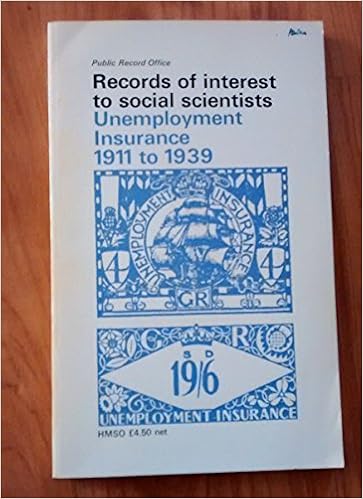 Public Record Office
Records of interest
to social scientists
Unemployment
Insurance
1911 to 1939
UNEMPLOYMENT INSURANCE
4 4
GR
G R
S D
19/6
UNEMPLOYMENT·INSURANCE
HMSO £4.50 net